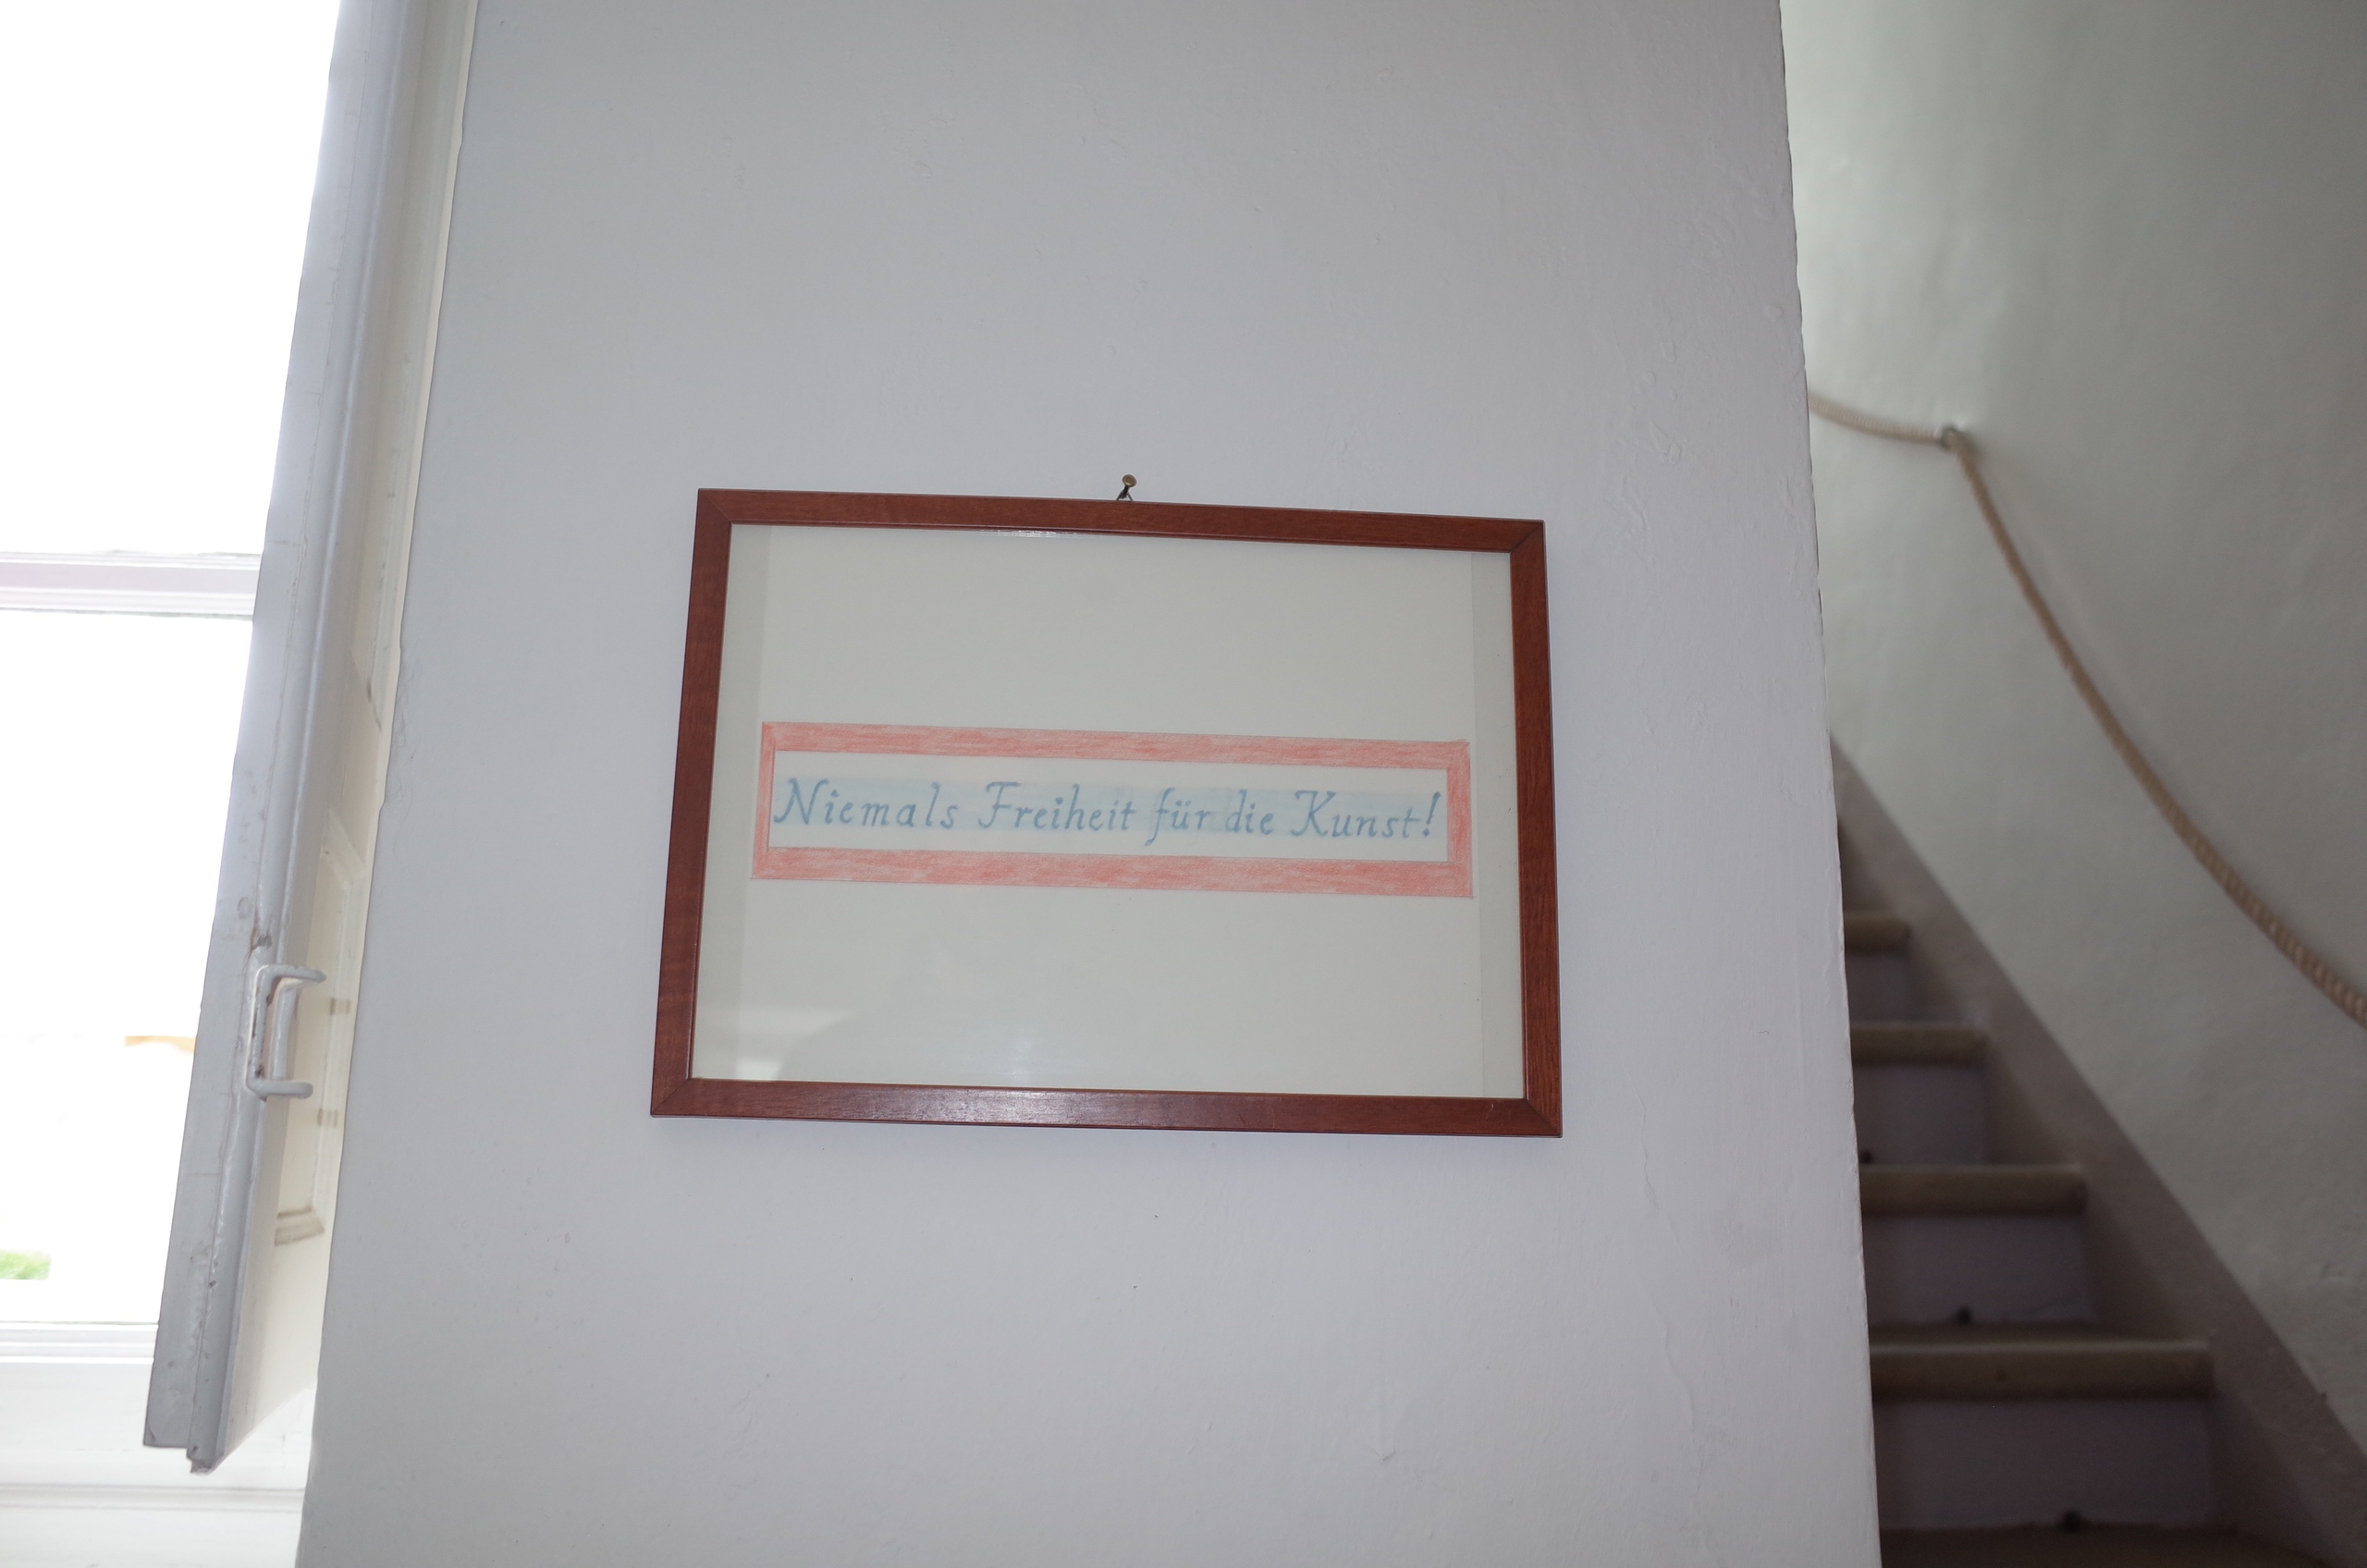 Niemals Freiheit für die Kunst!